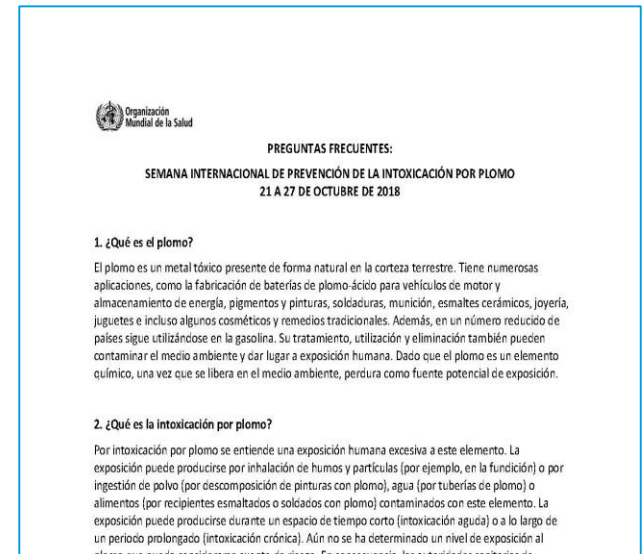 Organización
Mundial de la Salud
PREGUNTAS FRECUENTES:
SEMANA INTERNACIONAL DE PREVENCIÓN DE LA INTOXICACIÓN POR PLOMO
21 A 27 DE OCTUBRE DE 2018
1. ¿Qué es el plomo?
El plomo es un metal tóxico presente de forma natural en la corteza terrestre. Tiene numerosas
aplicaciones, como la fabricación de baterías de plomo-ácido para vehículos de motor y
almacenamiento de energía, pigmentos y pinturas, soldaduras, munición, esmaltes cerámicos, joyería,
juguetes e incluso algunos cosméticos y remedios tradicionales. Además, en un número reducido de
países sigue utilizándose en la gasolina. Su tratamiento, utilización y eliminación también pueden
contaminar el medio ambiente y dar lugar a exposición humana. Dado que el plomo es un elemento
químico, una vez que se libera en el medio ambiente, perdura como fuente potencial de exposición.
2. ¿Qué es la intoxicación por plomo?
Por intoxicación por plomo se entiende una exposición humana excesiva a este elemento. La
exposición puede producirse por inhalación de humos y partículas (por ejemplo, en la fundición) o por
ingestión de polvo (por descomposición de pinturas con plomo), agua (por tuberías de plomo) o
alimentos (por recipientes esmaltados o soldados con plomo) contaminados con este elemento. La
exposición puede producirse durante un espacio de tiempo corto (intoxicación aguda) o a lo largo de
un periodo prolongado (intoxicación crónica). Aún no se ha determinado un nivel de exposición al